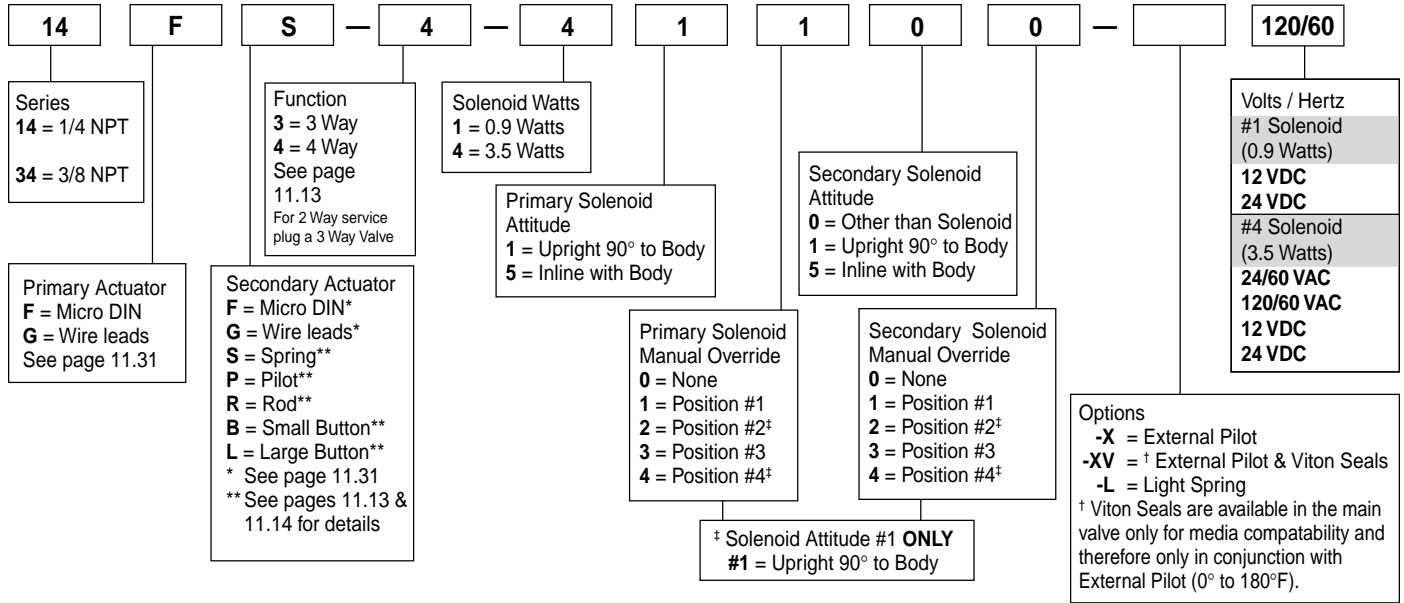 14 F S — 4 — 4 1 1 0 0 — 120/60
Series
14 = 1/4 NPT
34 = 3/8 NPT
Primary Actuator
F = Micro DIN
G = Wire leads
See page 11.31
Secondary Actuator
F = Micro DIN*
G = Wire leads*
S = Spring**
P = Pilot**
R = Rod**
B = Small Button**
L = Large Button**
* See page 11.31
** See pages 11.13 &
11.14 for details
Function
3 = 3 Way
4 = 4 Way
See page
11.13
For 2 Way service
plug a 3 Way Valve
Solenoid Watts
1 = 0.9 Watts
4 = 3.5 Watts
Primary Solenoid
Attitude
1 = Upright 90° to Body
5 = Inline with Body
Primary Solenoid
Manual Override
0 = None
1 = Position #1
2 = Position #2‡
3 = Position #3
4 = Position #4‡
Secondary Solenoid
Attitude
0 = Other than Solenoid
1 = Upright 90° to Body
5 = Inline with Body
Secondary Solenoid
Manual Override
0 = None
1 = Position #1
2 = Position #2‡
3 = Position #3
4 = Position #4‡
‡ Solenoid Attitude #1 ONLY
#1 = Upright 90° to Body
Options
-X = External Pilot
-XV = † External Pilot & Viton Seals
-L = Light Spring
† Viton Seals are available in the main
valve only for media compatability and
therefore only in conjunction with
External Pilot (0° to 180°F).
Volts / Hertz
#1 Solenoid
(0.9 Watts)
12 VDC
24 VDC
#4 Solenoid
(3.5 Watts)
24/60 VAC
120/60 VAC
12 VDC
24 VDC